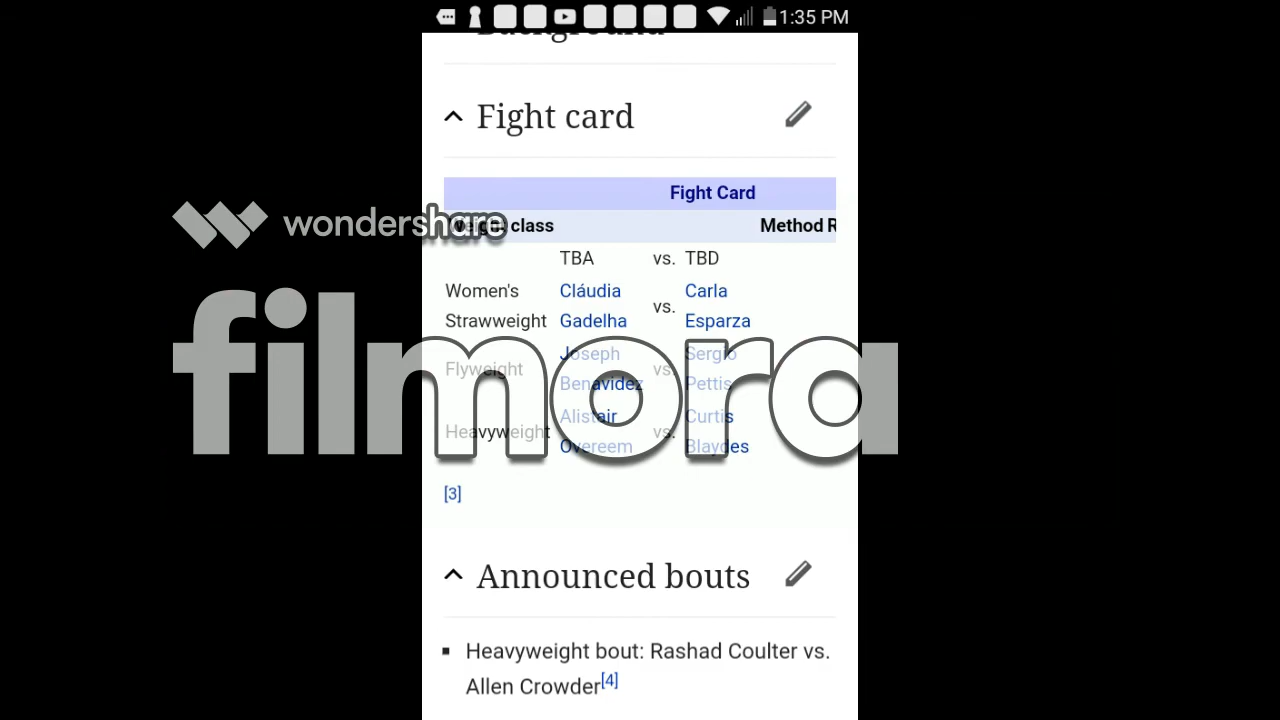 1:35 PM
Background
Fight card
Fight Card
Weight class Method R
TBA vs. TBD
Women's Strawweight Cláudia Gadelha vs. Carla Esparza
Flyweight Joseph Benavidez vs. Sergio Pettis
Heavyweight Alistair Overeem vs. Curtis Blaydes
[3]
wondershare
filmora
Announced bouts
Heavyweight bout: Rashad Coulter vs.
Allen Crowder[4]